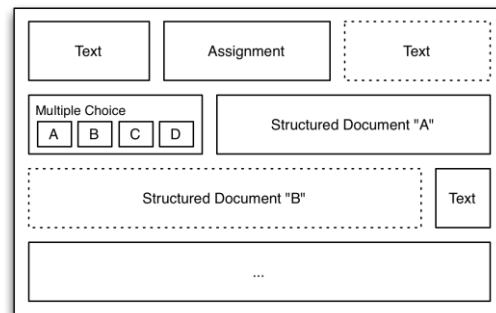 Text Assignment Text
Multiple Choice
A B C D
Structured Document "A"
Structured Document "B" Text
...